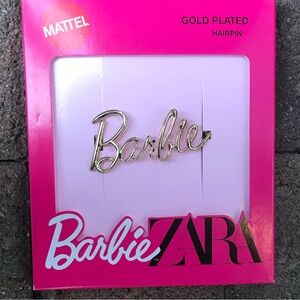 MATTEL
GOLD PLATED
HAIRPIN
Barbie
Barbie ZARA